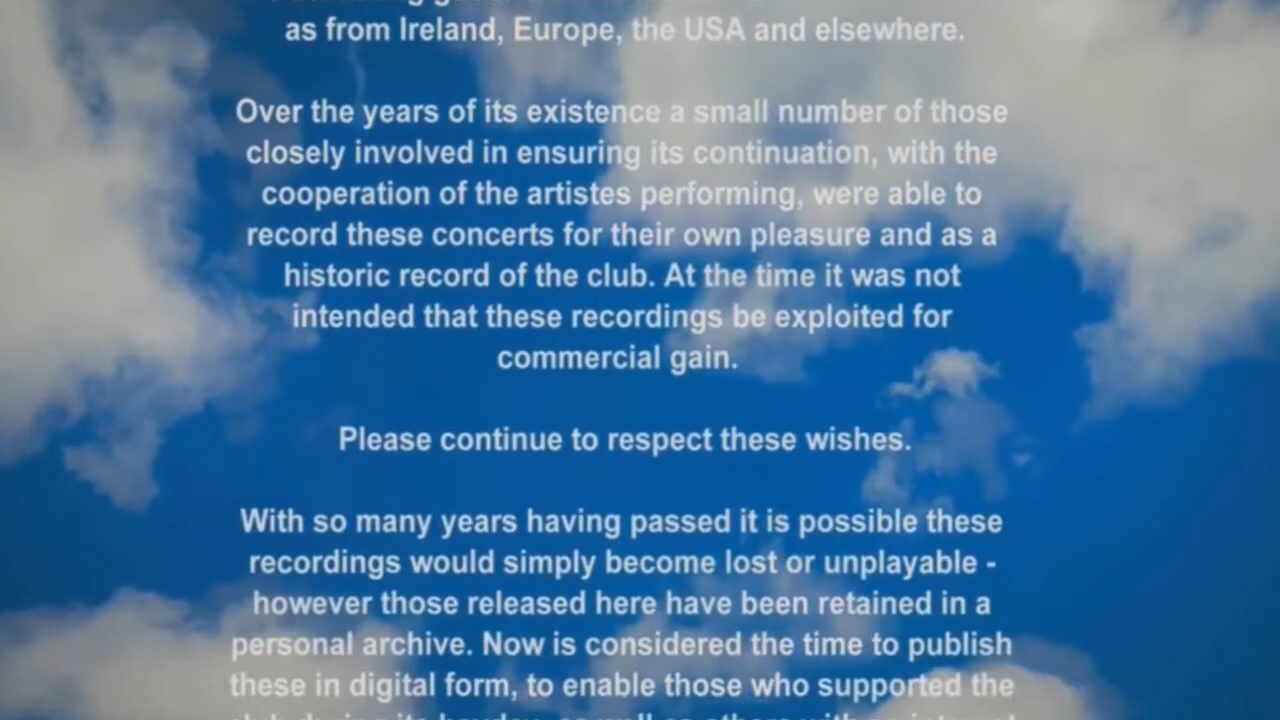 as from Ireland, Europe, the USA and elsewhere.
Over the years of its existence a small number of those
closely involved in ensuring its continuation, with the
cooperation of the artistes performing, were able to
record these concerts for their own pleasure and as a
historic record of the club. At the time it was not
intended that these recordings be exploited for
commercial gain.
Please continue to respect these wishes.
With so many years having passed it is possible these
recordings would simply become lost or unplayable -
however those released here have been retained in a
personal archive. Now is considered the time to publish
these in digital form, to enable those who supported the